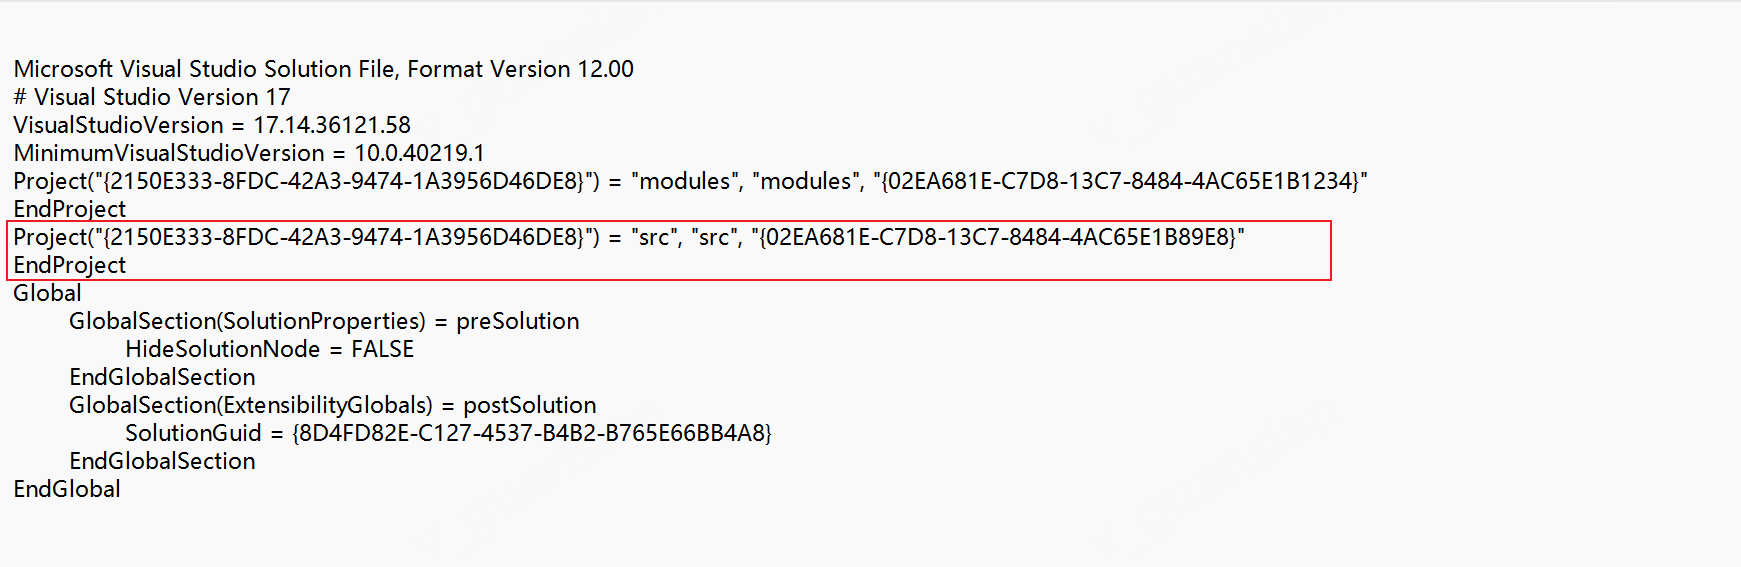 Microsoft Visual Studio Solution File, Format Version 12.00
# Visual Studio Version 17
VisualStudioVersion = 17.14.36121.58
MinimumVisualStudioVersion = 10.0.40219.1
Project("{2150E333-8FDC-42A3-9474-1A3956D46DE8}") = "modules", "modules", "{02EA681E-C7D8-13C7-8484-4AC65E1B1234}"
EndProject
Project("{2150E333-8FDC-42A3-9474-1A3956D46DE8}") = "src", "src", "{02EA681E-C7D8-13C7-8484-4AC65E1B89E8}"
EndProject
Global
GlobalSection(SolutionProperties) = preSolution
HideSolutionNode = FALSE
EndGlobalSection
GlobalSection(ExtensibilityGlobals) = postSolution
SolutionGuid = {8D4FD82E-C127-4537-B4B2-B765E66BB4A8}
EndGlobalSection
EndGlobal